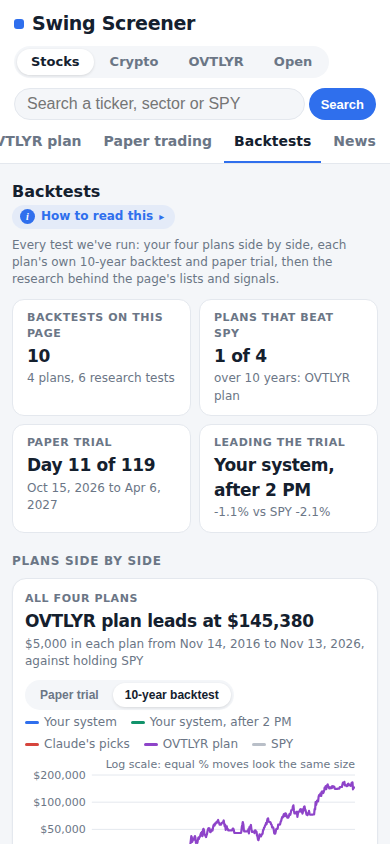 Swing Screener
Stocks Crypto OVTLYR Open
Search a ticker, sector or SPY Search
VTLYR plan Paper trading Backtests News
Backtests
i How to read this ▸
Every test we've run: your four plans side by side, each
plan's own 10-year backtest and paper trial, then the
research behind the page's lists and signals.
BACKTESTS ON THIS
PAGE
10
4 plans, 6 research tests
PLANS THAT BEAT
SPY
1 of 4
over 10 years: OVTLYR
plan
PAPER TRIAL
Day 11 of 119
Oct 15, 2026 to Apr 6,
2027
LEADING THE TRIAL
Your system,
after 2 PM
-1.1% vs SPY -2.1%
PLANS SIDE BY SIDE
ALL FOUR PLANS
OVTLYR plan leads at $145,380
$5,000 in each plan from Nov 14, 2016 to Nov 13, 2026,
against holding SPY
Paper trial 10-year backtest
Your system Your system, after 2 PM
Claude's picks OVTLYR plan SPY
Log scale: equal % moves look the same size
$200,000
$100,000
$50,000